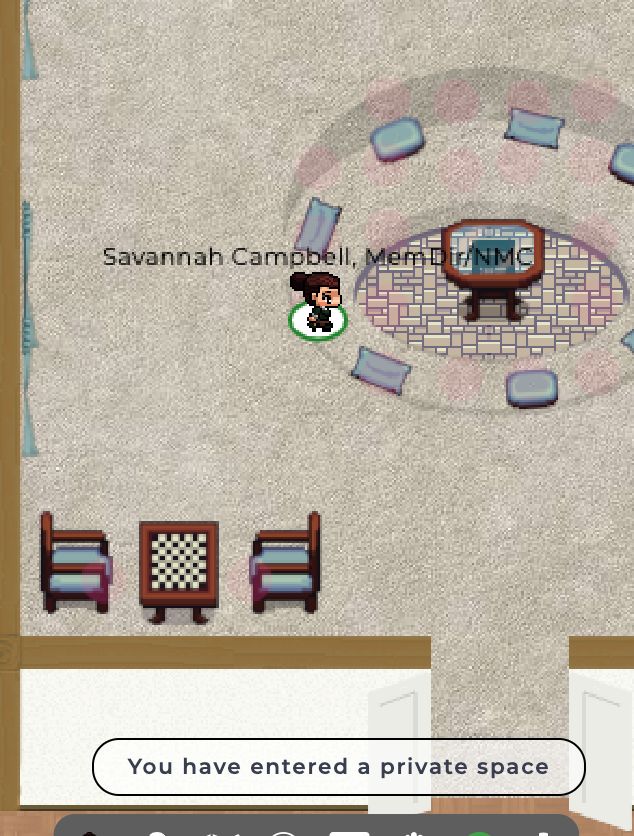 Savannah Campbell, MemDir/NMC
You have entered a private space